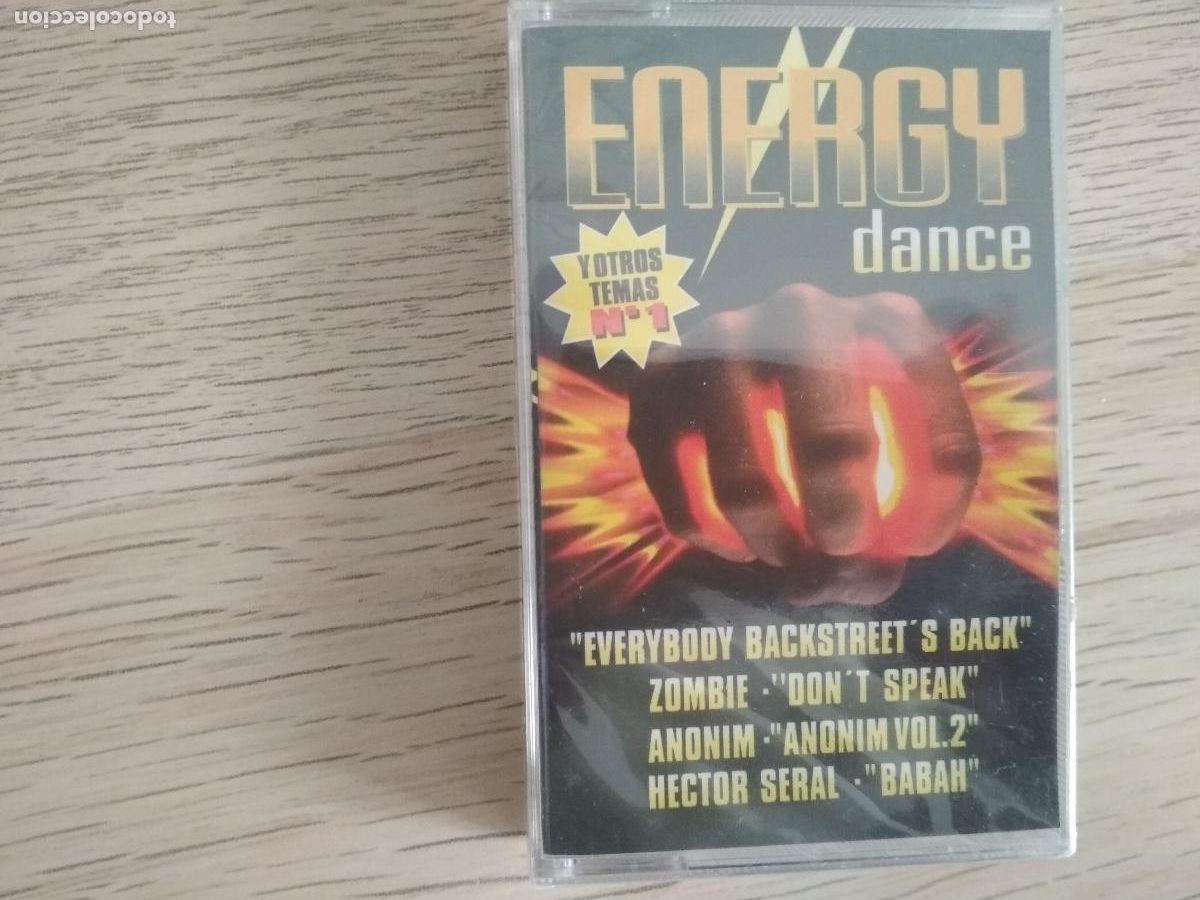 todocoleccion
ENERGY
dance
Y OTROS
TEMAS
Nº 1
"EVERYBODY BACKSTREET´S BACK"
ZOMBIE ·"DON´T SPEAK"
ANONIM ·"ANONIM VOL.2"
HECTOR SERAL ·"BABAH"